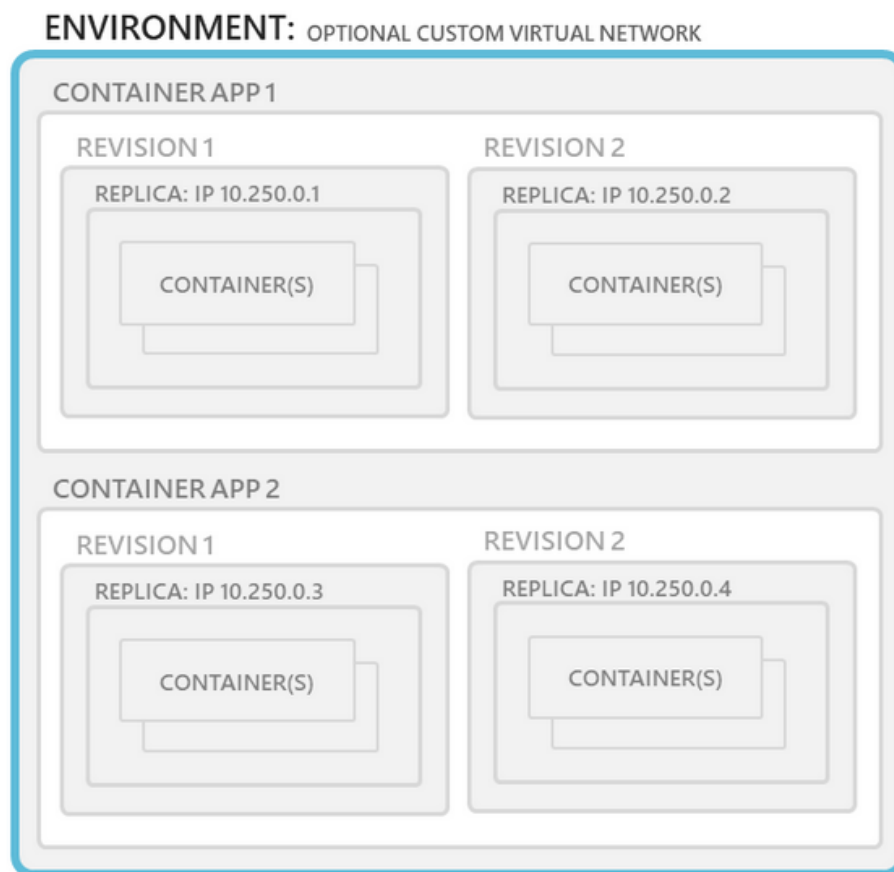 ENVIRONMENT: OPTIONAL CUSTOM VIRTUAL NETWORK
CONTAINER APP 1
REVISION 1
REPLICA: IP 10.250.0.1
CONTAINER(S)
REVISION 2
REPLICA: IP 10.250.0.2
CONTAINER(S)
CONTAINER APP 2
REVISION 1
REPLICA: IP 10.250.0.3
CONTAINER(S)
REVISION 2
REPLICA: IP 10.250.0.4
CONTAINER(S)